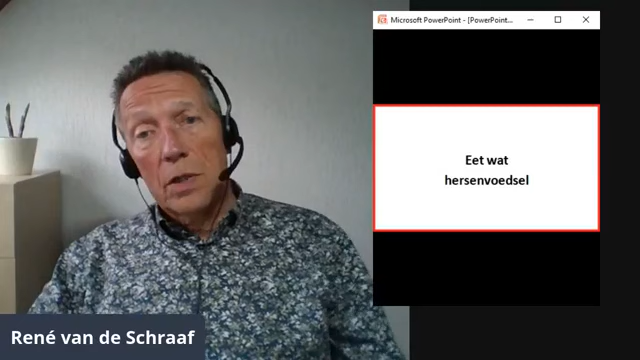 Microsoft PowerPoint - [PowerPoint...
Eet wat
hersenvoedsel
René van de Schraaf